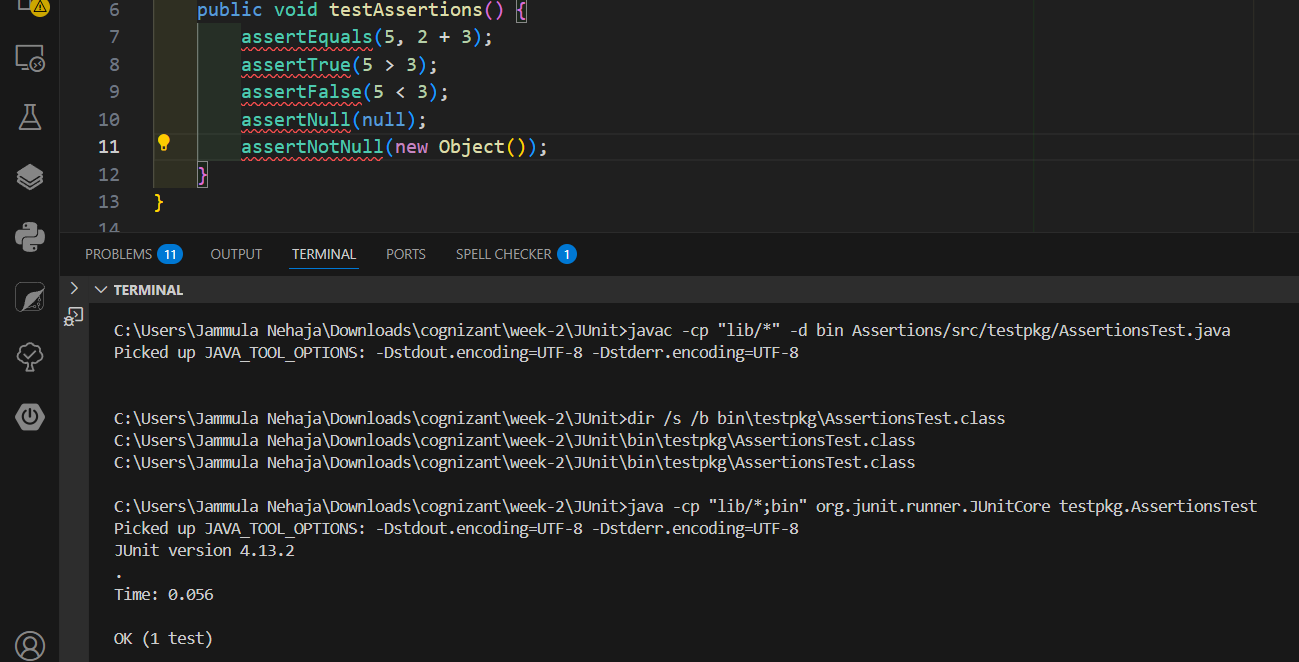 6 public void testAssertions() {
7 assertEquals(5, 2 + 3);
8 assertTrue(5 > 3);
9 assertFalse(5 < 3);
10 assertNull(null);
11 assertNotNull(new Object());
12 }
13 }
14
PROBLEMS 11 OUTPUT TERMINAL PORTS SPELL CHECKER 1
TERMINAL
C:\Users\Jammula Nehaja\Downloads\cognizant\week-2\JUnit>javac -cp "lib/*" -d bin Assertions/src/testpkg/AssertionsTest.java
Picked up JAVA_TOOL_OPTIONS: -Dstdout.encoding=UTF-8 -Dstderr.encoding=UTF-8
C:\Users\Jammula Nehaja\Downloads\cognizant\week-2\JUnit>dir /s /b bin\testpkg\AssertionsTest.class
C:\Users\Jammula Nehaja\Downloads\cognizant\week-2\JUnit\bin\testpkg\AssertionsTest.class
C:\Users\Jammula Nehaja\Downloads\cognizant\week-2\JUnit\bin\testpkg\AssertionsTest.class
C:\Users\Jammula Nehaja\Downloads\cognizant\week-2\JUnit>java -cp "lib/*;bin" org.junit.runner.JUnitCore testpkg.AssertionsTest
Picked up JAVA_TOOL_OPTIONS: -Dstdout.encoding=UTF-8 -Dstderr.encoding=UTF-8
JUnit version 4.13.2
.
Time: 0.056
OK (1 test)